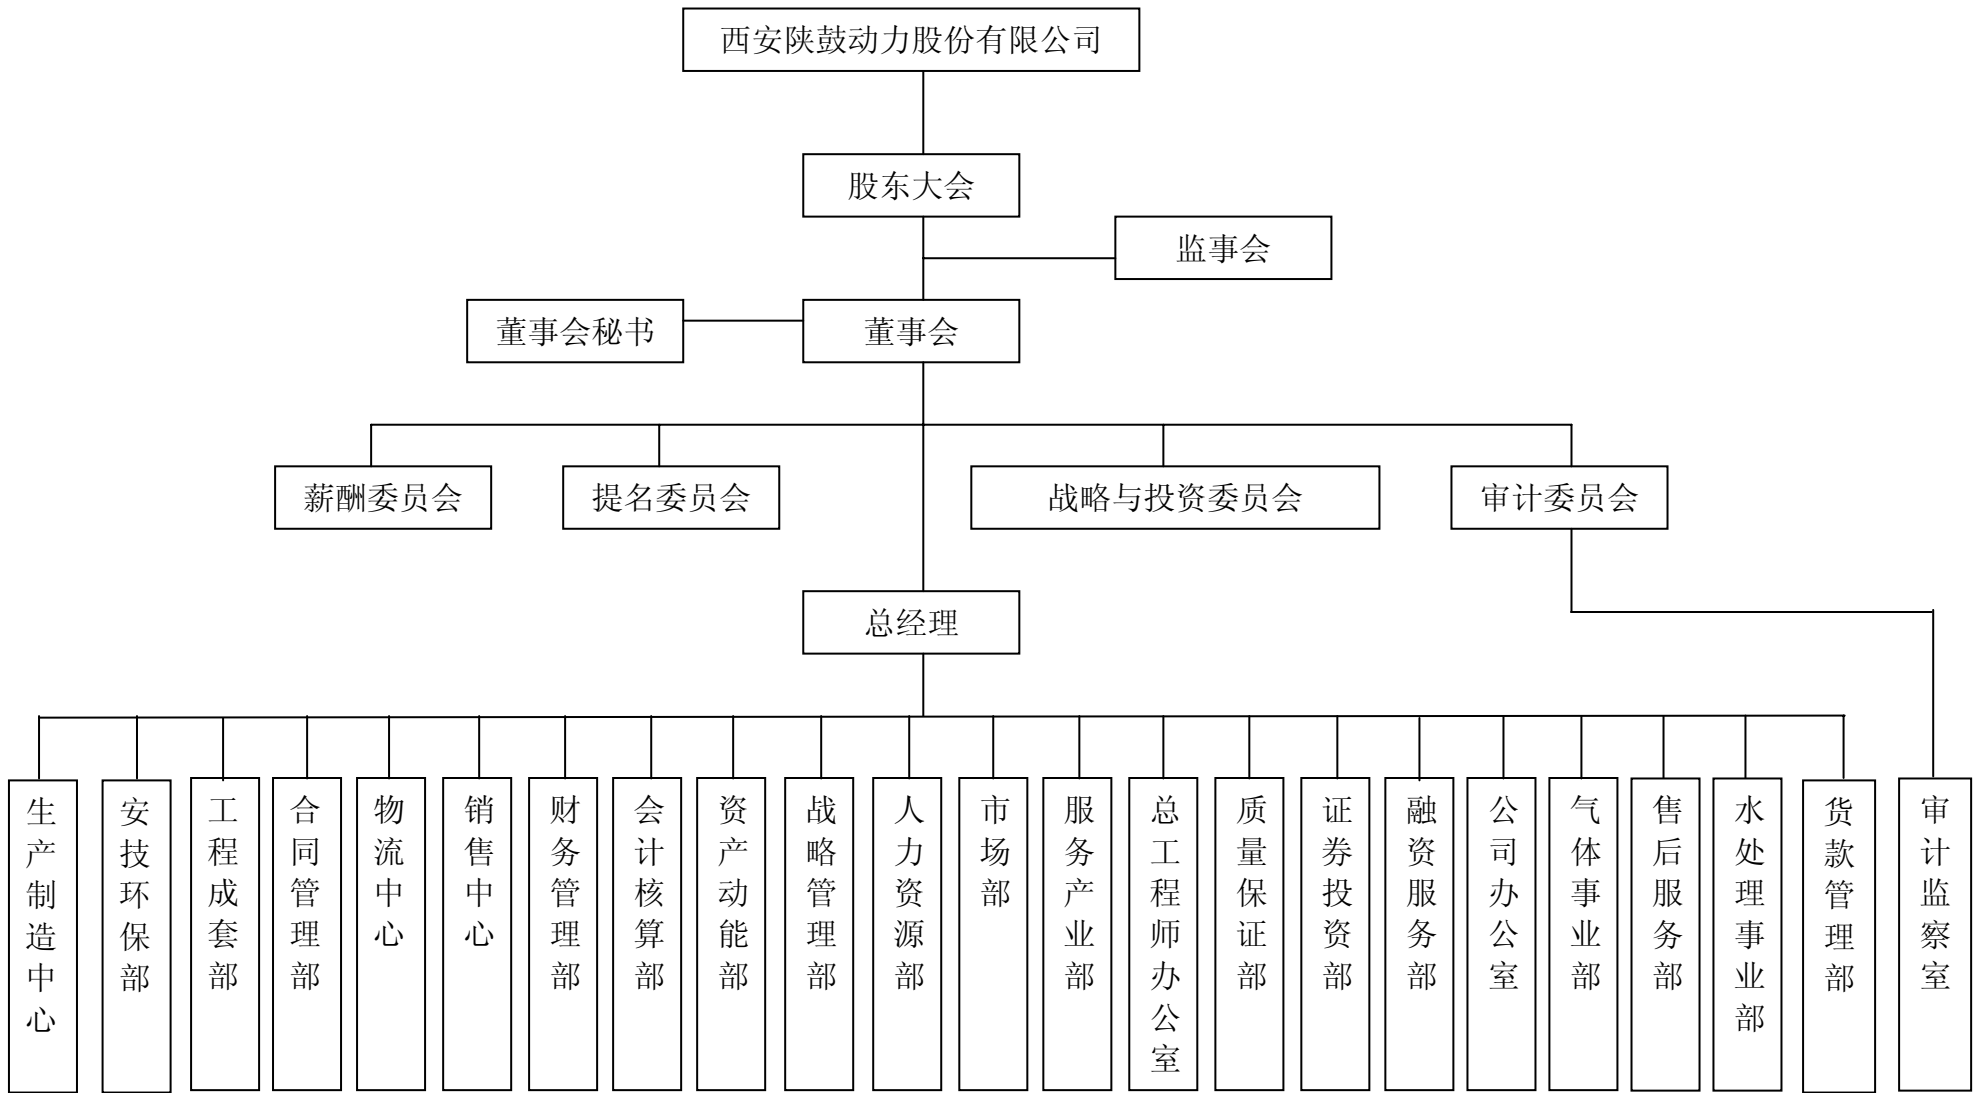 西安陕鼓动力股份有限公司
股东大会
监事会
董事会秘书
董事会
薪酬委员会
提名委员会
战略与投资委员会
审计委员会
总经理
生产制造中心
安技环保部
工程成套部
合同管理部
物流中心
销售中心
财务管理部
会计核算部
资产动能部
战略管理部
人力资源部
市场部
服务产业部
总工程师办公室
质量保证部
证券投资部
融资服务部
公司办公室
气体事业部
售后服务部
水处理事业部
货款管理部
审计监察室